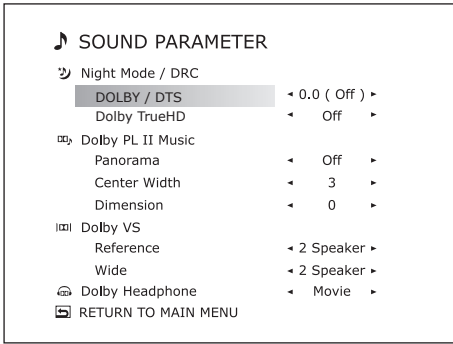 SOUND PARAMETER
Night Mode / DRC
DOLBY / DTS ◄ 0.0 ( Off ) ►
Dolby TrueHD ◄ Off ►
Dolby PL II Music
Panorama ◄ Off ►
Center Width ◄ 3 ►
Dimension ◄ 0 ►
Dolby VS
Reference ◄ 2 Speaker ►
Wide ◄ 2 Speaker ►
Dolby Headphone ◄ Movie ►
RETURN TO MAIN MENU